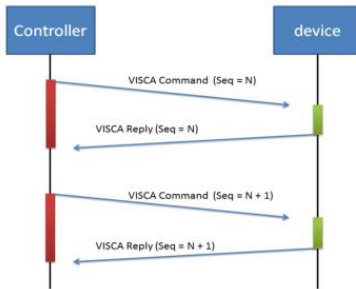 Controller
device
VISCA Command (Seq = N)
VISCA Reply (Seq = N)
VISCA Command (Seq = N + 1)
VISCA Reply (Seq = N + 1)